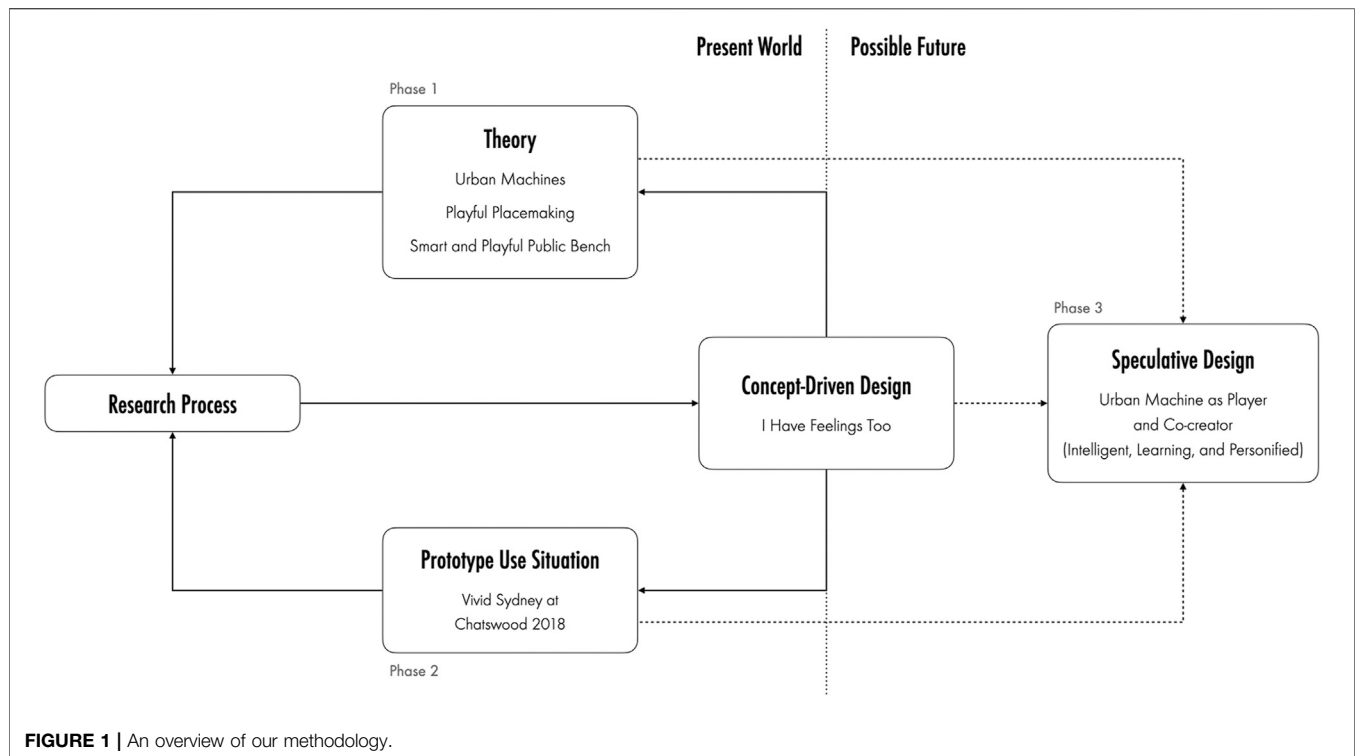 Present World
Possible Future
Phase 1
Theory
Urban Machines
Playful Placemaking
Smart and Playful Public Bench
Research Process
Concept-Driven Design
I Have Feelings Too
Phase 3
Speculative Design
Urban Machine as Player
and Co-creator
(Intelligent, Learning, and Personified)
Prototype Use Situation
Vivid Sydney at
Chatswood 2018
Phase 2
FIGURE 1 | An overview of our methodology.